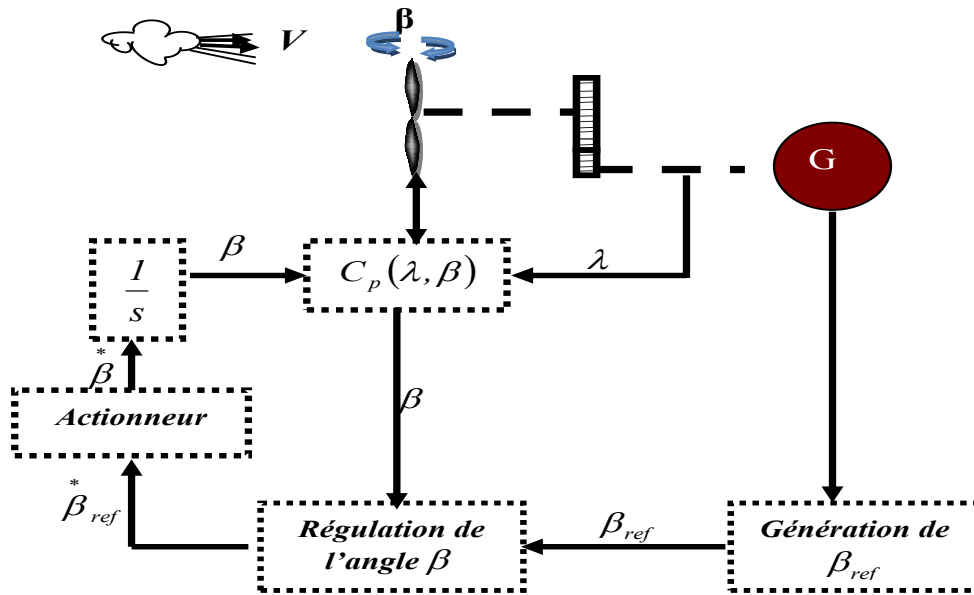 β
V
G
β
C_p(λ, β)
λ
1
s
*
β
β
Actionneur
*
β_ref
Régulation de
l'angle β
β_ref
Génération de
β_ref